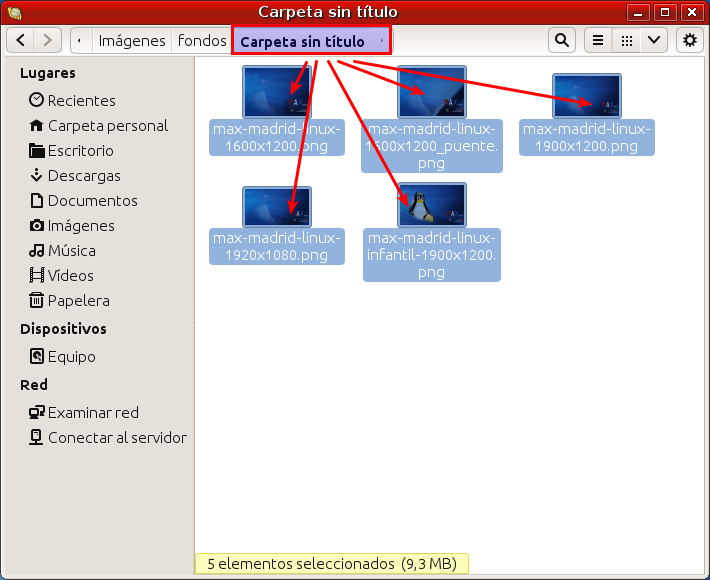 Carpeta sin título
Imágenes
fondos
Carpeta sin título
Lugares
Recientes
Carpeta personal
Escritorio
Descargas
Documentos
Imágenes
Música
Vídeos
Papelera
Dispositivos
Equipo
Red
Examinar red
Conectar al servidor
max-madrid-linux-
1600x1200.png
max-madrid-linux-
1600x1200_puente.
png
max-madrid-linux-
1900x1200.png
max-madrid-linux-
1920x1080.png
max-madrid-linux-
infantil-1900x1200.
png
5 elementos seleccionados (9,3 MB)